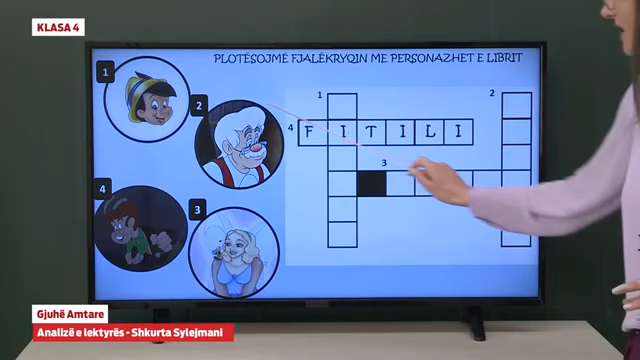 KLASA 4
PLOTËSOJMË FJALËKRYQIN ME PERSONAZHET E LIBRIT
1
2
1
2
4 F I T I L I
3
4
3
Gjuhë Amtare
Analizë e lektyrës - Shkurta Sylejmani